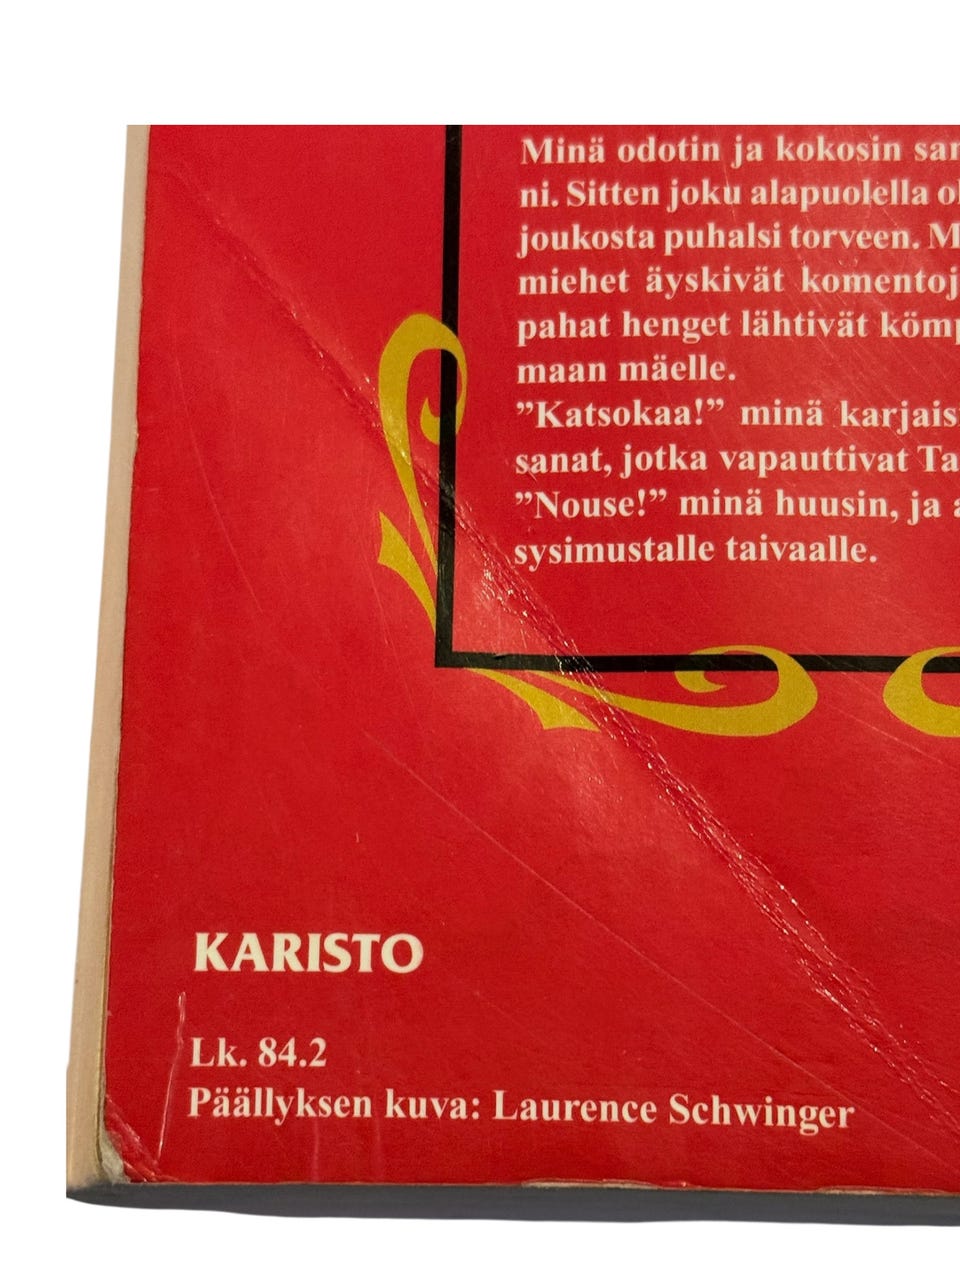 Minä odotin ja kokosin
ni. Sitten joku alapuolella
joukosta puhalsi torveen.
miehet äyskivät
pahat henget lähtivät
maan mäelle.
”Katsokaa!” minä
sanat, jotka vapauttivat
”Nouse!” minä huusin, ja
sysimustalle taivaalle.
KARISTO
Lk. 84.2
Päällyksen kuva: Laurence Schwinger